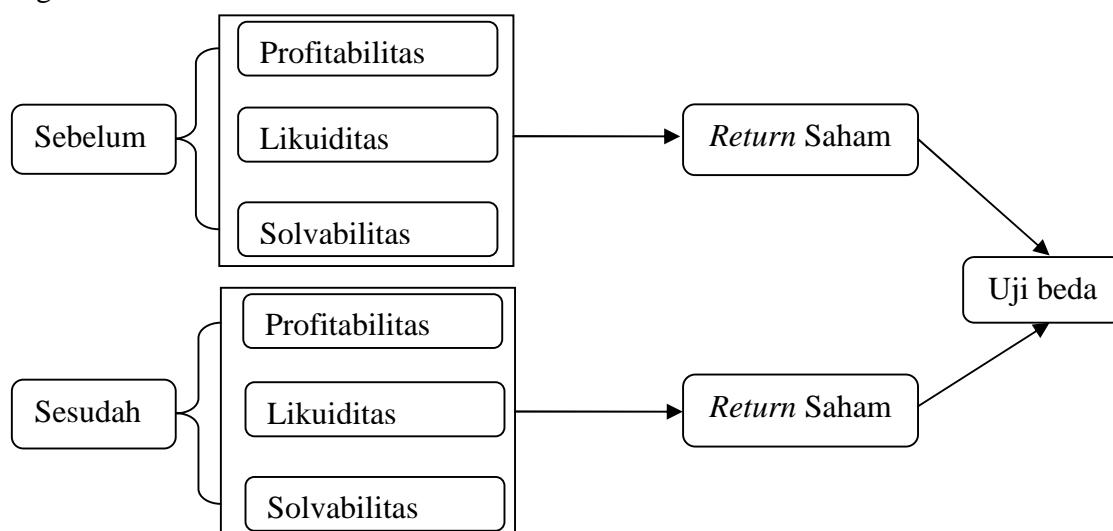 Profitabilitas
Sebelum
Likuiditas
Return Saham
Solvabilitas
Uji beda
Profitabilitas
Sesudah
Likuiditas
Return Saham
Solvabilitas